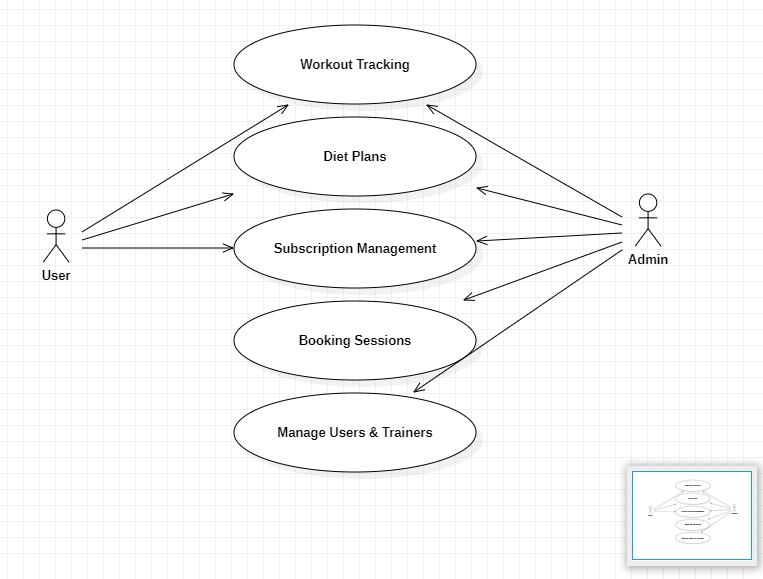 Workout Tracking
Diet Plans
Subscription Management
User
Admin
Booking Sessions
Manage Users & Trainers